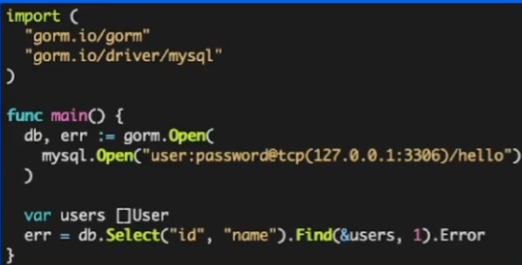 import (
"gorm.io/gorm"
"gorm.io/driver/mysql"
)
func main() {
db, err := gorm.Open(
mysql.Open("user:password@tcp(127.0.0.1:3306)/hello")
)
var users []User
err = db.Select("id", "name").Find(&users, 1).Error
}